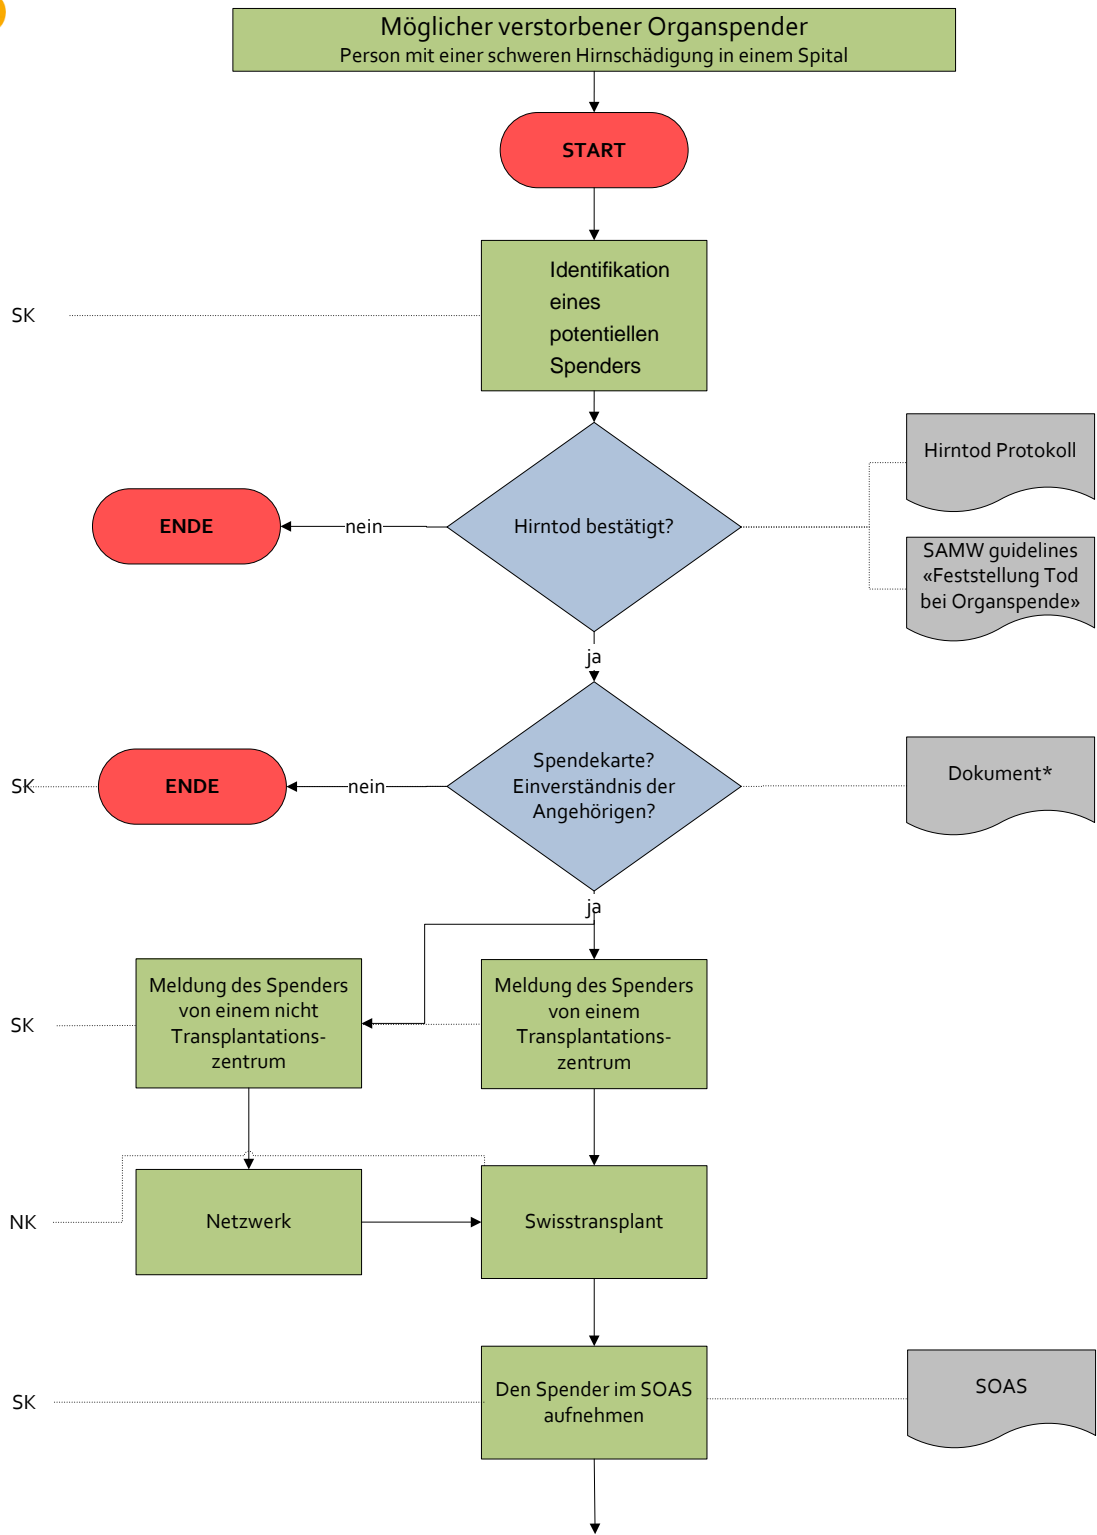 Möglicher verstorbener Organspender
Person mit einer schweren Hirnschädigung in einem Spital
START
Identifikation
eines
potentiellen
Spenders
SK
Hirntod Protokoll
Hirntod bestätigt?
nein
ENDE
SAMW guidelines
«Feststellung Tod
bei Organspende»
ja
Spendekarte?
Einverständnis der
Angehörigen?
nein
ENDE
SK
Dokument*
ja
Meldung des Spenders
von einem nicht
Transplantations-
zentrum
Meldung des Spenders
von einem
Transplantations-
zentrum
SK
NK
Netzwerk
Swisstransplant
SK
Den Spender im SOAS
aufnehmen
SOAS